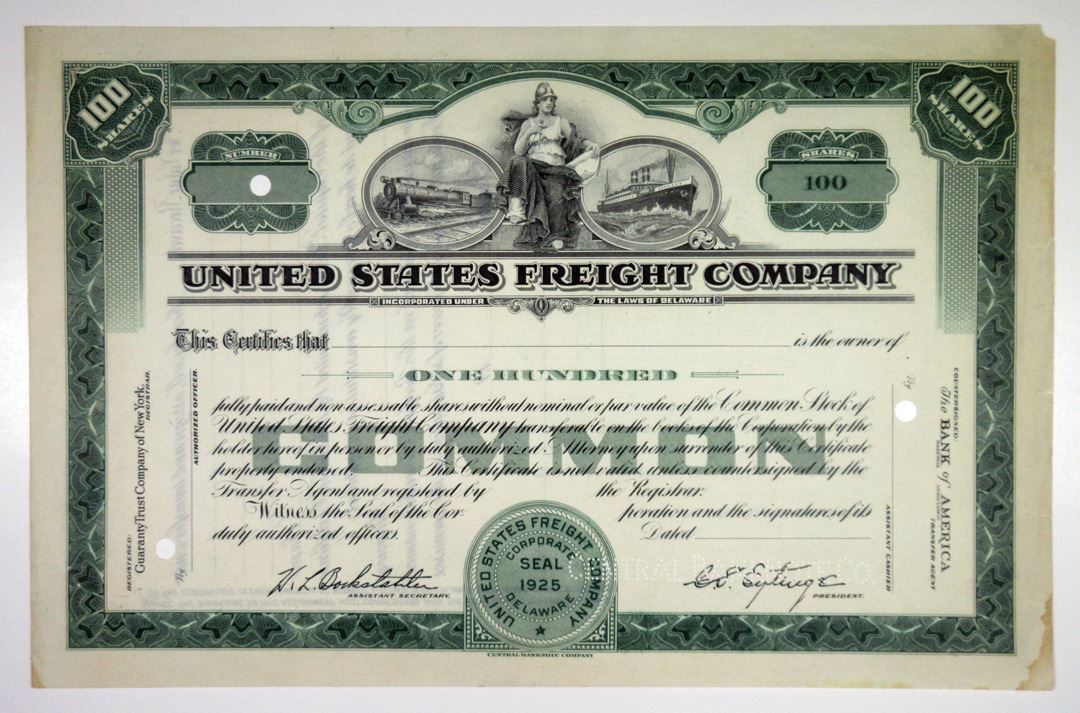 100 SHARES
100 SHARES
NUMBER
SHARES
100
UNITED STATES FREIGHT COMPANY
INCORPORATED UNDER THE LAWS OF DELAWARE
This Certifies that is the owner of
ONE HUNDRED
fully paid and non-assessable shares without nominal or par value of the Common Stock of
United States Freight Company transferable on the books of the Corporation by the
holder hereof in person or by duly authorized Attorney upon surrender of this Certificate
properly endorsed. This Certificate is not valid unless countersigned by the
Transfer Agent and registered by the Registrar.
Witness the Seal of the Cor poration and the signatures of its
duly authorized officers. Dated
COMMON
REGISTERED:
Guaranty Trust Company of New York,
REGISTRAR.
By
AUTHORIZED OFFICER.
COUNTERSIGNED:
The BANK of AMERICA
TRANSFER AGENT
By
ASSISTANT CASHIER
ASSISTANT SECRETARY.
PRESIDENT.
UNITED STATES FREIGHT COMPANY
CORPORATE
SEAL
1925
DELAWARE
CENTRAL BANKNOTE COMPANY